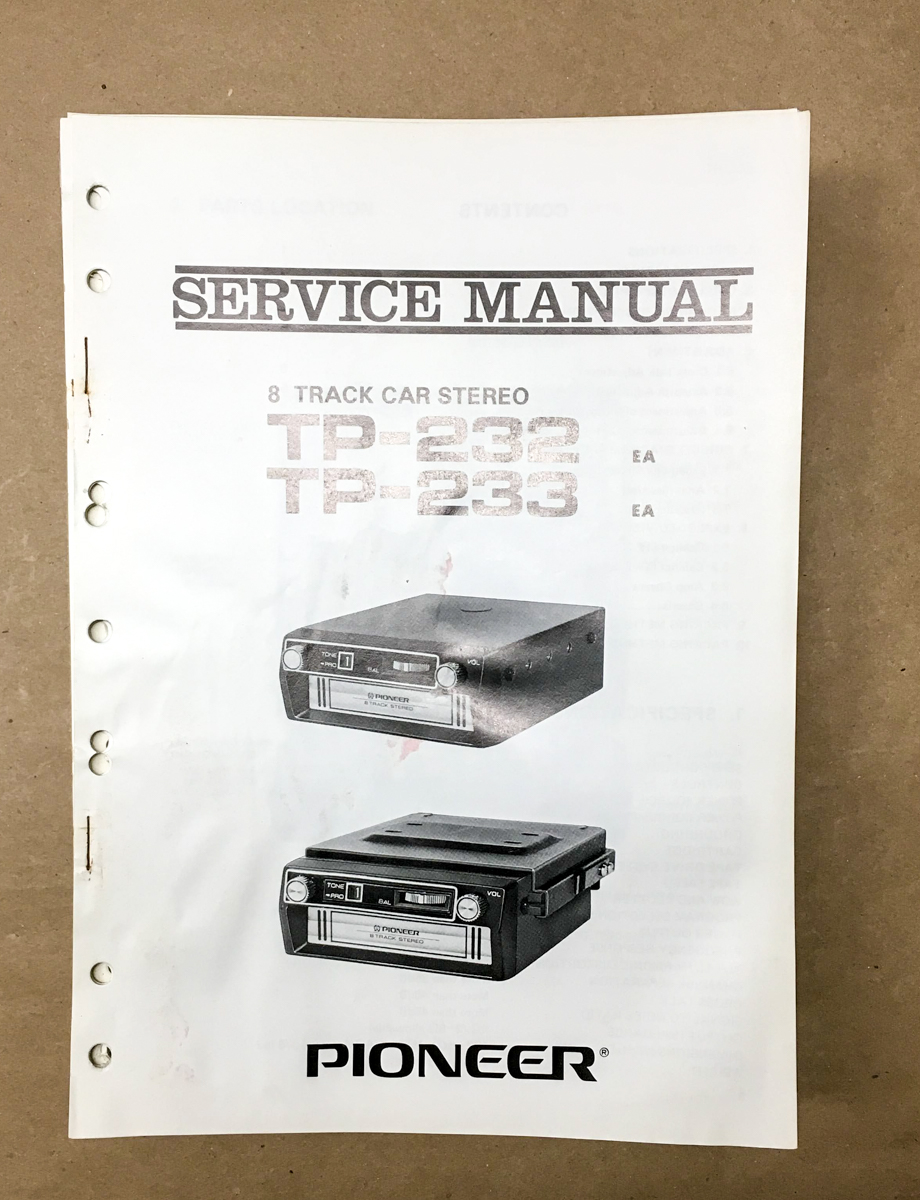 SERVICE MANUAL
8 TRACK CAR STEREO
TP-232 EA
TP-233 EA
TONE
PRO 1
BAL
VOL
PIONEER
8 TRACK STEREO
TONE
PRO 1
BAL
VOL
PIONEER
8 TRACK STEREO
PIONEER®